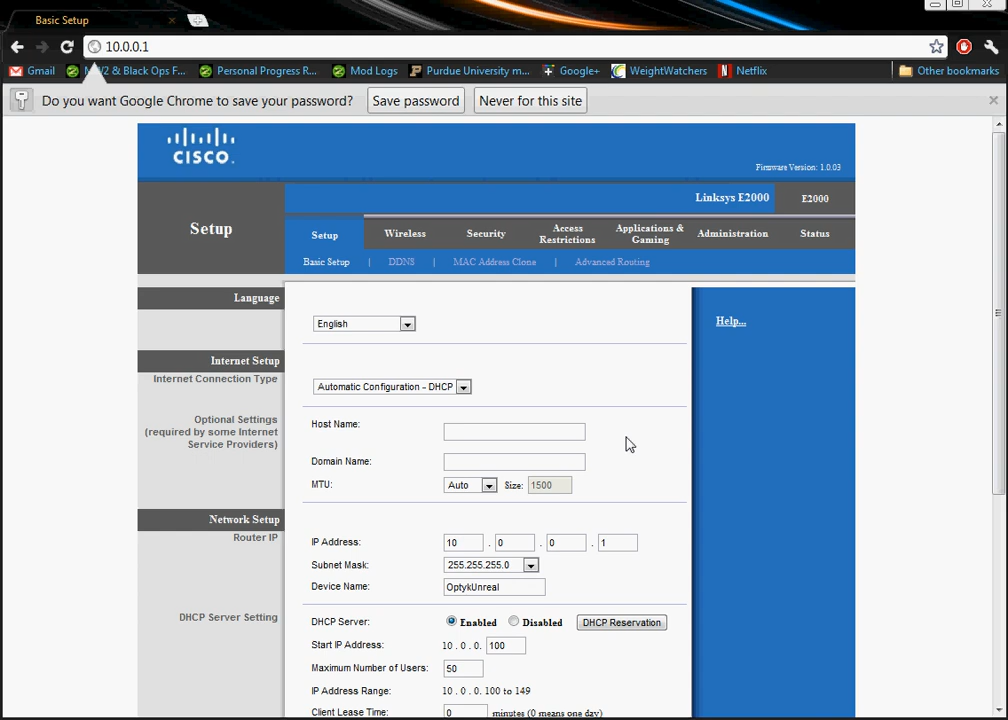 Basic Setup
10.0.0.1
Gmail
2 & Black Ops F...
Personal Progress R...
Mod Logs
Purdue University m...
Google+
WeightWatchers
Netflix
Other bookmarks
Do you want Google Chrome to save your password?
Save password
Never for this site
CISCO.
Firmware Version: 1.0.03
Linksys E2000
E2000
Setup
Setup
Wireless
Security
Access Restrictions
Applications & Gaming
Administration
Status
Basic Setup | DDNS | MAC Address Clone | Advanced Routing
Language
English
Help...
Internet Setup
Internet Connection Type
Automatic Configuration - DHCP
Optional Settings
(required by some Internet
Service Providers)
Host Name:
Domain Name:
MTU: Auto Size: 1500
Network Setup
Router IP
IP Address: 10 . 0 . 0 . 1
Subnet Mask: 255.255.255.0
Device Name: OptykUnreal
DHCP Server Setting
DHCP Server: Enabled Disabled DHCP Reservation
Start IP Address: 10 . 0 . 0. 100
Maximum Number of Users: 50
IP Address Range: 10 . 0 . 0. 100 to 149
Client Lease Time: 0 minutes (0 means one day)